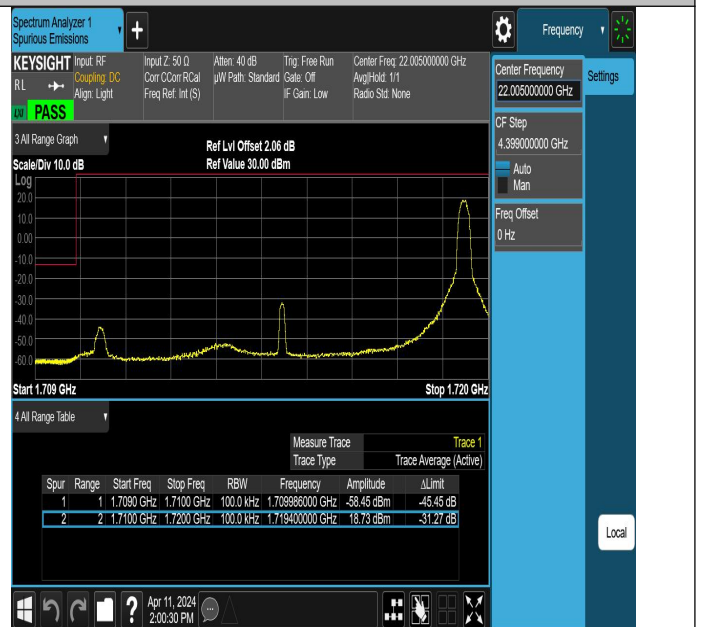 Spectrum Analyzer 1
Spurious Emissions
+
Frequency
KEYSIGHT Input: RF Input Z: 50 Ω Atten: 40 dB Trig: Free Run Center Freq: 22.005000000 GHz
RL Coupling: DC Corr CCorr RCal µW Path: Standard Gate: Off Avg|Hold: 1/1
Align: Light Freq Ref: Int (S) IF Gain: Low Radio Std: None
LXI PASS
Center Frequency
22.005000000 GHz
Settings
CF Step
4.399000000 GHz
Auto
Man
Freq Offset
0 Hz
3 All Range Graph
Ref Lvl Offset 2.06 dB
Scale/Div 10.0 dB Ref Value 30.00 dBm
Log
20.0
10.0
0.00
-10.0
-20.0
-30.0
-40.0
-50.0
-60.0
Start 1.709 GHz Stop 1.720 GHz
4 All Range Table
Measure Trace Trace 1
Trace Type Trace Average (Active)
Spur Range Start Freq Stop Freq RBW Frequency Amplitude ΔLimit
1 1 1.7090 GHz 1.7100 GHz 100.0 kHz 1.709986000 GHz -58.45 dBm -45.45 dB
2 2 1.7100 GHz 1.7200 GHz 100.0 kHz 1.719400000 GHz 18.73 dBm -31.27 dB
Local
? Apr 11, 2024
2:00:30 PM